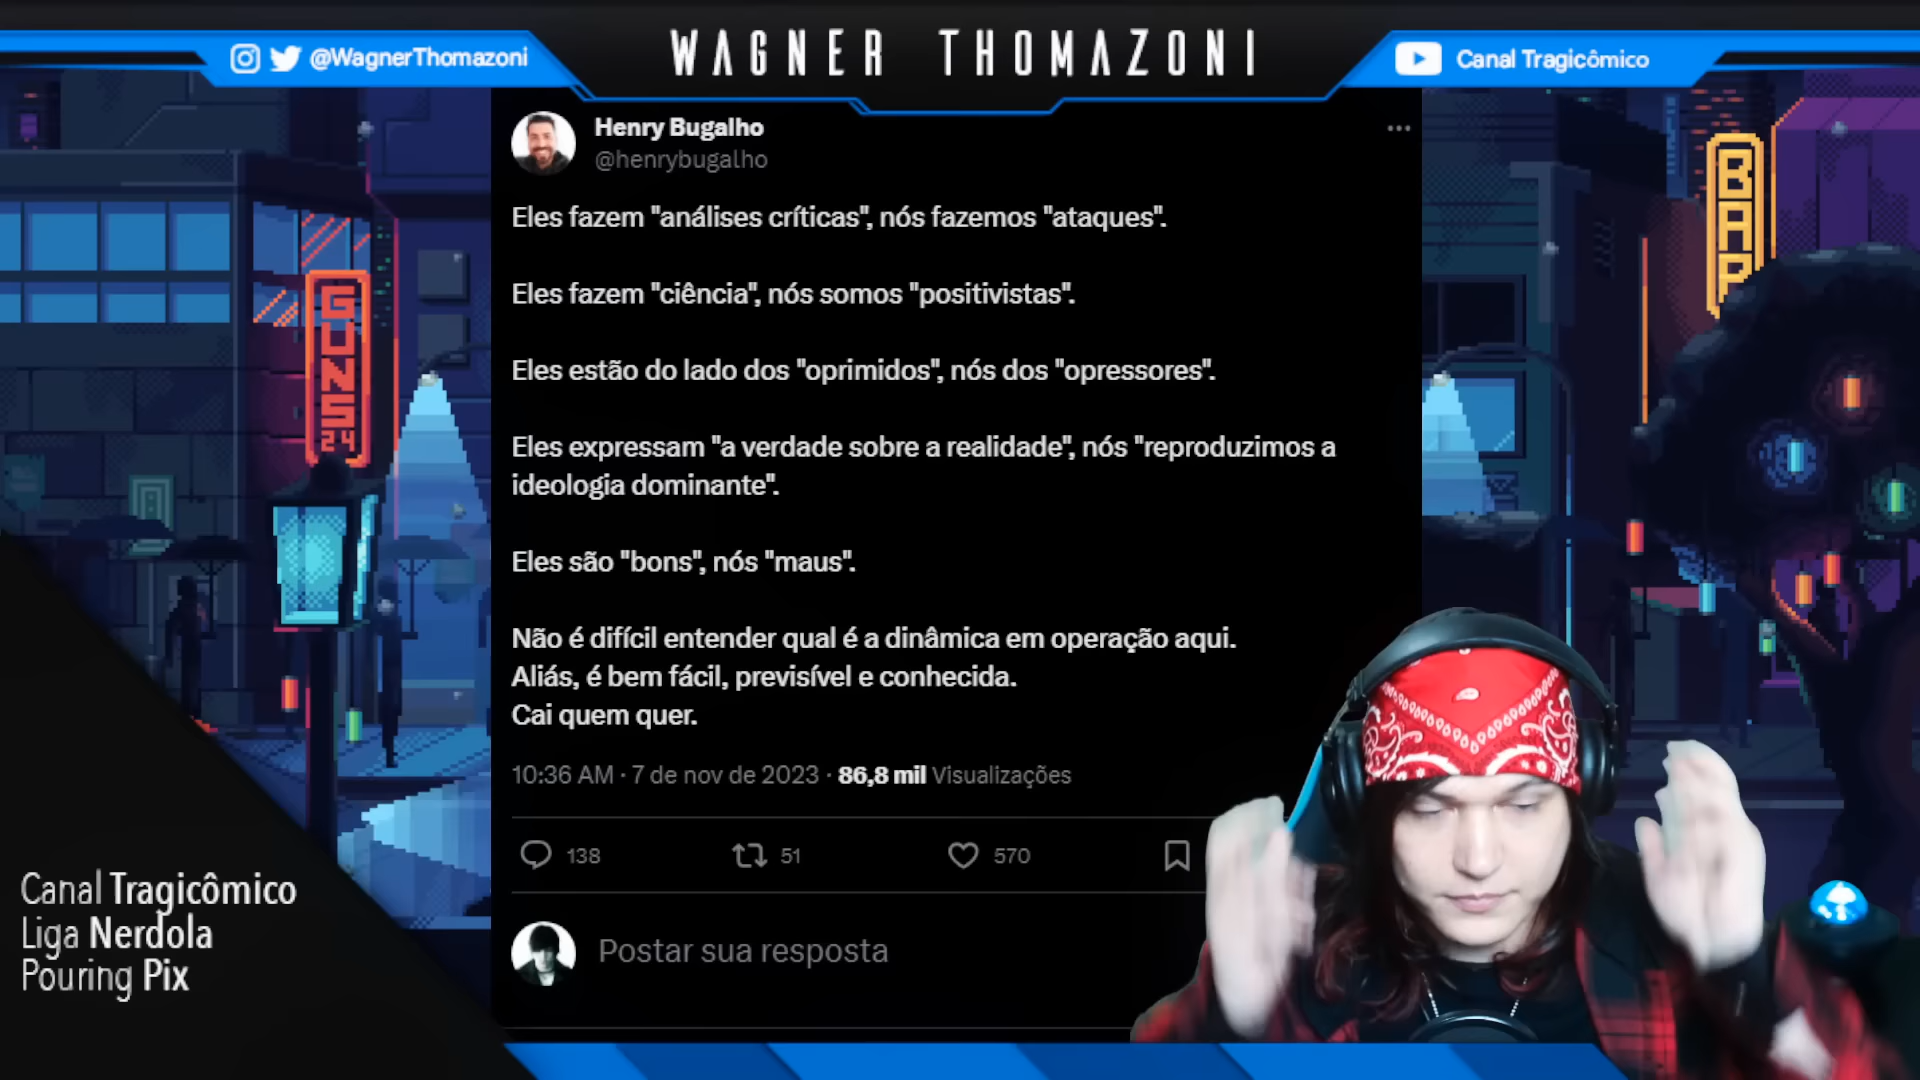 @WagnerThomazoni
WAGNER THOMAZONI
Canal Tragicômico
Henry Bugalho
@henrybugalho
Eles fazem "análises críticas", nós fazemos "ataques".
Eles fazem "ciência", nós somos "positivistas".
Eles estão do lado dos "oprimidos", nós dos "opressores".
Eles expressam "a verdade sobre a realidade", nós "reproduzimos a
ideologia dominante".
Eles são "bons", nós "maus".
Não é difícil entender qual é a dinâmica em operação aqui.
Aliás, é bem fácil, previsível e conhecida.
Cai quem quer.
10:36 AM · 7 de nov de 2023 · 86,8 mil Visualizações
138 51 570
Postar sua resposta
GUNS
24
BAR
Canal Tragicômico
Liga Nerdola
Pouring Pix